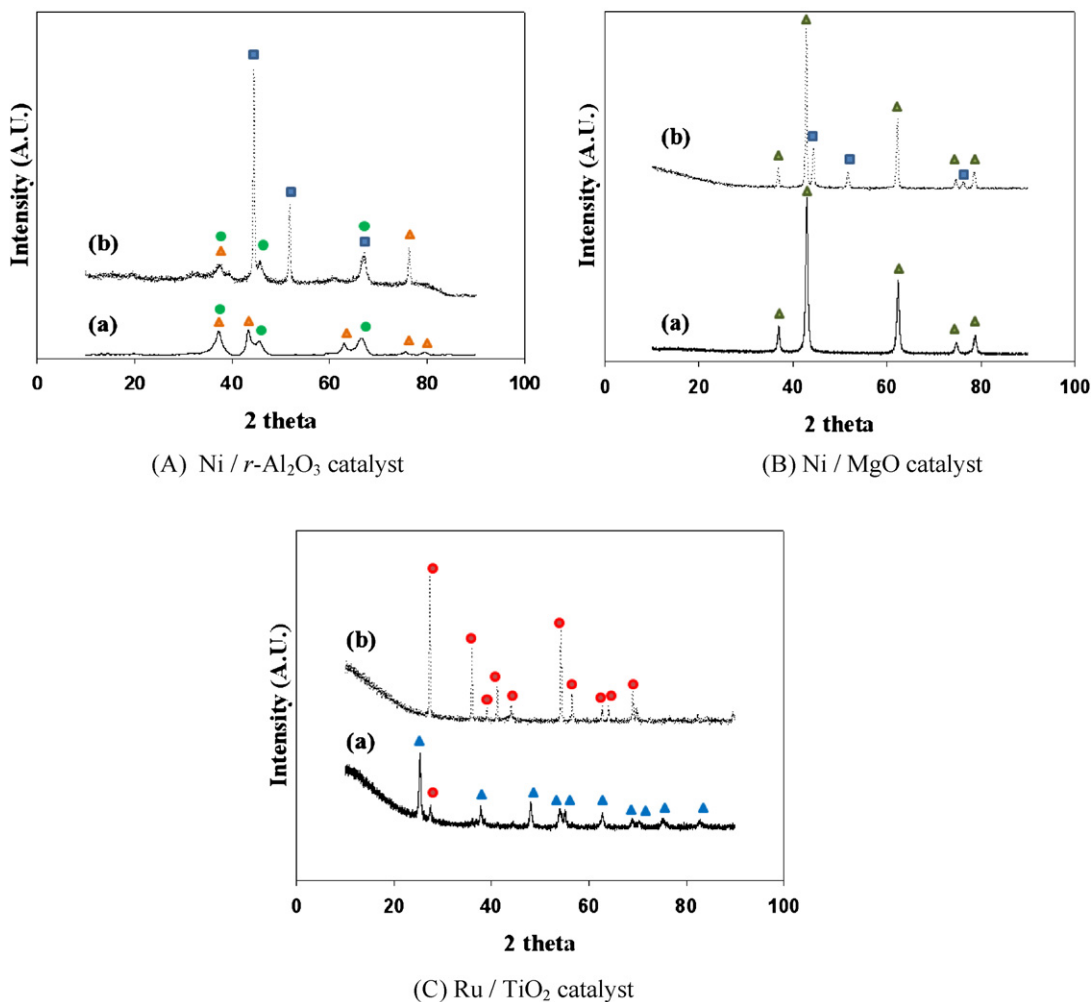 Intensity (A.U.)
(b)
(a)
0 20 40 60 80 100
2 theta
(A) Ni / r-Al₂O₃ catalyst
Intensity (A.U.)
(b)
(a)
0 20 40 60 80 100
2 theta
(B) Ni / MgO catalyst
Intensity (A.U.)
(b)
(a)
0 20 40 60 80 100
2 theta
(C) Ru / TiO₂ catalyst